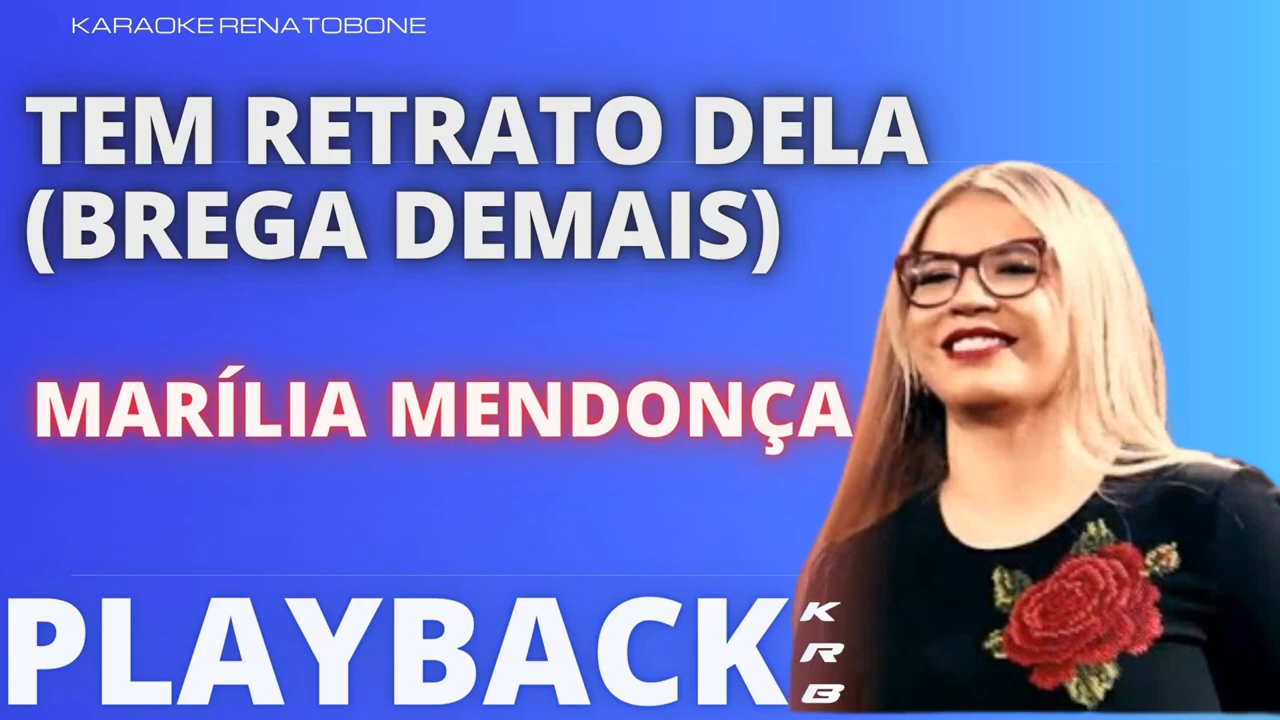 KARAOKE RENATOBONE
TEM RETRATO DELA
(BREGA DEMAIS)
MARÍLIA MENDONÇA
PLAYBACK
K
R
B